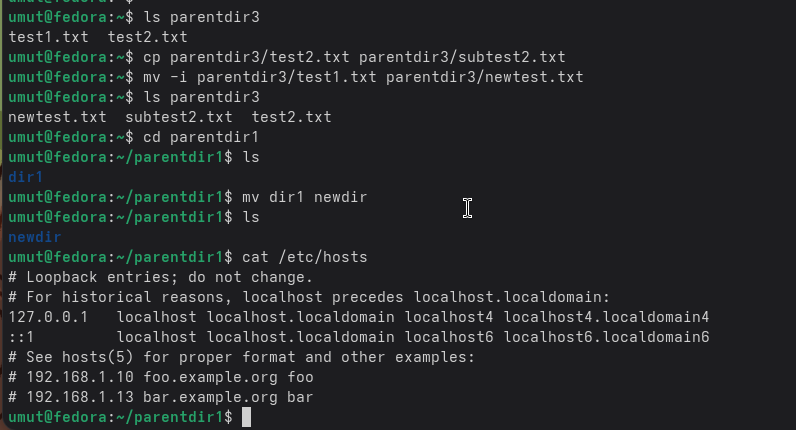 umut@fedora:~$ ls parentdir3
test1.txt  test2.txt
umut@fedora:~$ cp parentdir3/test2.txt parentdir3/subtest2.txt
umut@fedora:~$ mv -i parentdir3/test1.txt parentdir3/newtest.txt
umut@fedora:~$ ls parentdir3
newtest.txt  subtest2.txt  test2.txt
umut@fedora:~$ cd parentdir1
umut@fedora:~/parentdir1$ ls
dir1
umut@fedora:~/parentdir1$ mv dir1 newdir
umut@fedora:~/parentdir1$ ls
newdir
umut@fedora:~/parentdir1$ cat /etc/hosts
# Loopback entries; do not change.
# For historical reasons, localhost precedes localhost.localdomain:
127.0.0.1   localhost localhost.localdomain localhost4 localhost4.localdomain4
::1         localhost localhost.localdomain localhost6 localhost6.localdomain6
# See hosts(5) for proper format and other examples:
# 192.168.1.10 foo.example.org foo
# 192.168.1.13 bar.example.org bar
umut@fedora:~/parentdir1$